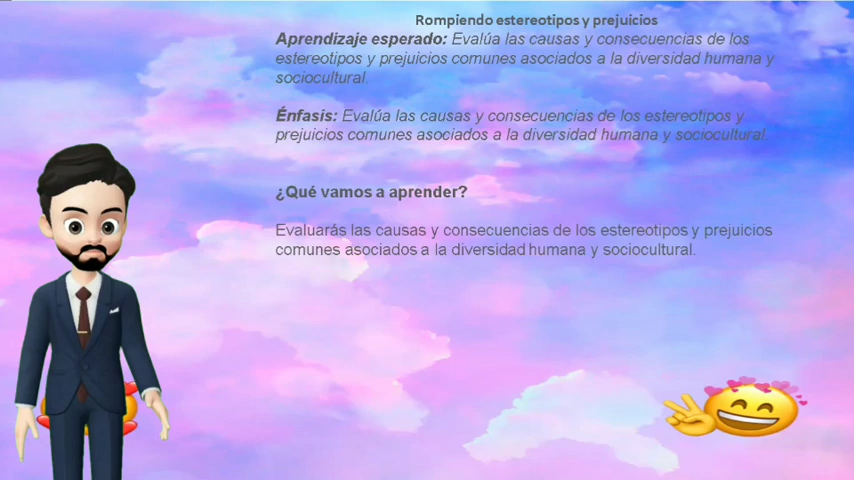 Rompiendo estereotipos y prejuicios
Aprendizaje esperado: Evalúa las causas y consecuencias de los
estereotipos y prejuicios comunes asociados a la diversidad humana y
sociocultural.
Énfasis: Evalúa las causas y consecuencias de los estereotipos y
prejuicios comunes asociados a la diversidad humana y sociocultural.
¿Qué vamos a aprender?
Evaluarás las causas y consecuencias de los estereotipos y prejuicios
comunes asociados a la diversidad humana y sociocultural.